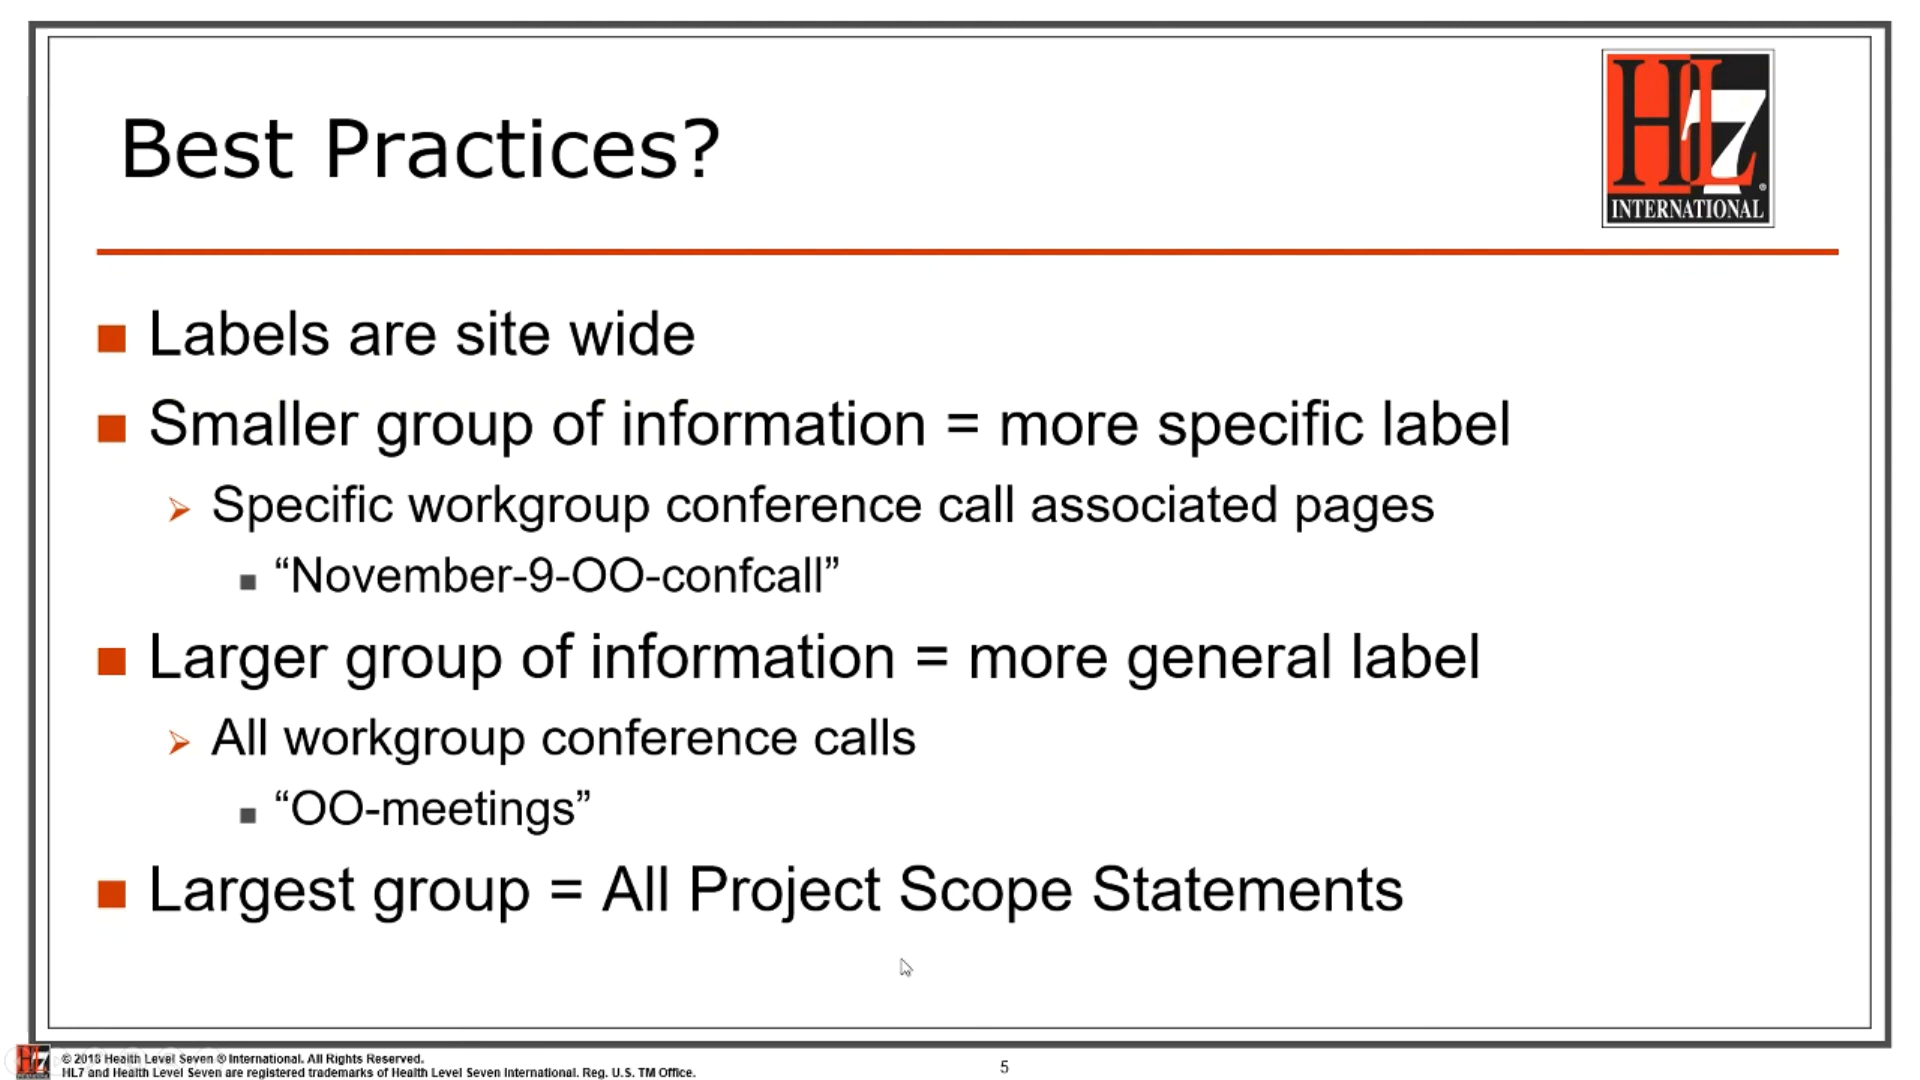 Best Practices?
HL7
INTERNATIONAL
Labels are site wide
Smaller group of information = more specific label
Specific workgroup conference call associated pages
“November-9-OO-confcall”
Larger group of information = more general label
All workgroup conference calls
“OO-meetings”
Largest group = All Project Scope Statements
© 2018 Health Level Seven ® International. All Rights Reserved.
HL7 and Health Level Seven are registered trademarks of Health Level Seven International. Reg. U.S. TM Office.
5